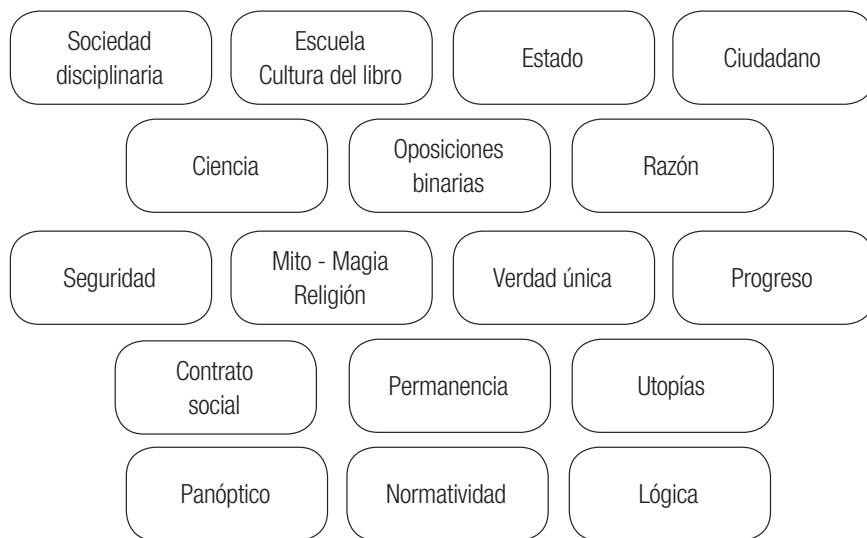 Sociedad
disciplinaria
Escuela
Cultura del libro
Estado
Ciudadano
Ciencia
Oposiciones
binarias
Razón
Seguridad
Mito - Magia
Religión
Verdad única
Progreso
Contrato
social
Permanencia
Utopías
Panóptico
Normatividad
Lógica